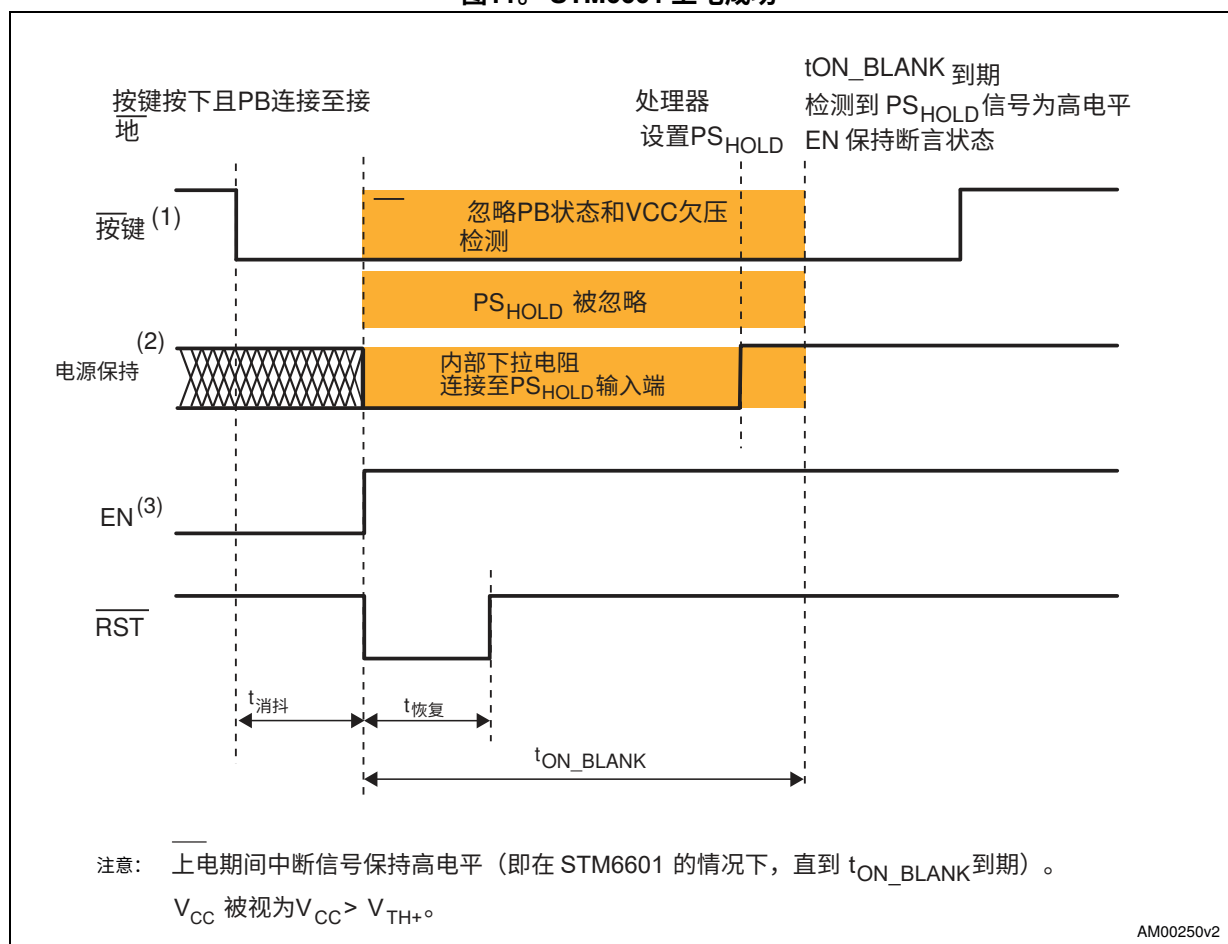 按键按下且PB连接至接
地
处理器
设置PSHOLD
tON_BLANK 到期
检测到 PSHOLD信号为高电平
EN 保持断言状态
按键(1)
忽略PB状态和VCC欠压
检测
PSHOLD 被忽略
电源保持(2)
内部下拉电阻
连接至PSHOLD输入端
EN(3)
RST
t消抖
t恢复
tON_BLANK
注意： 上电期间中断信号保持高电平（即在 STM6601 的情况下，直到 tON_BLANK到期）。
VCC 被视为VCC> VTH+。
AM00250v2